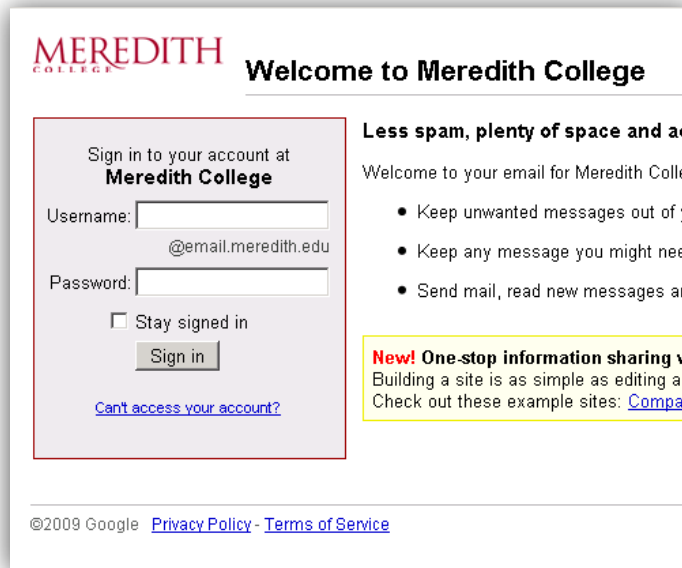 MEREDITH
COLLEGE
Welcome to Meredith College
Sign in to your account at
Meredith College
Username:
@email.meredith.edu
Password:
Stay signed in
Sign in
Can't access your account?
Less spam, plenty of space and
Welcome to your email for Meredith
Keep unwanted messages out of
Keep any message you might
Send mail, read new messages
New! One-stop information sharing
Building a site is as simple as editing a
Check out these example sites:
©2009 Google Privacy Policy - Terms of Service